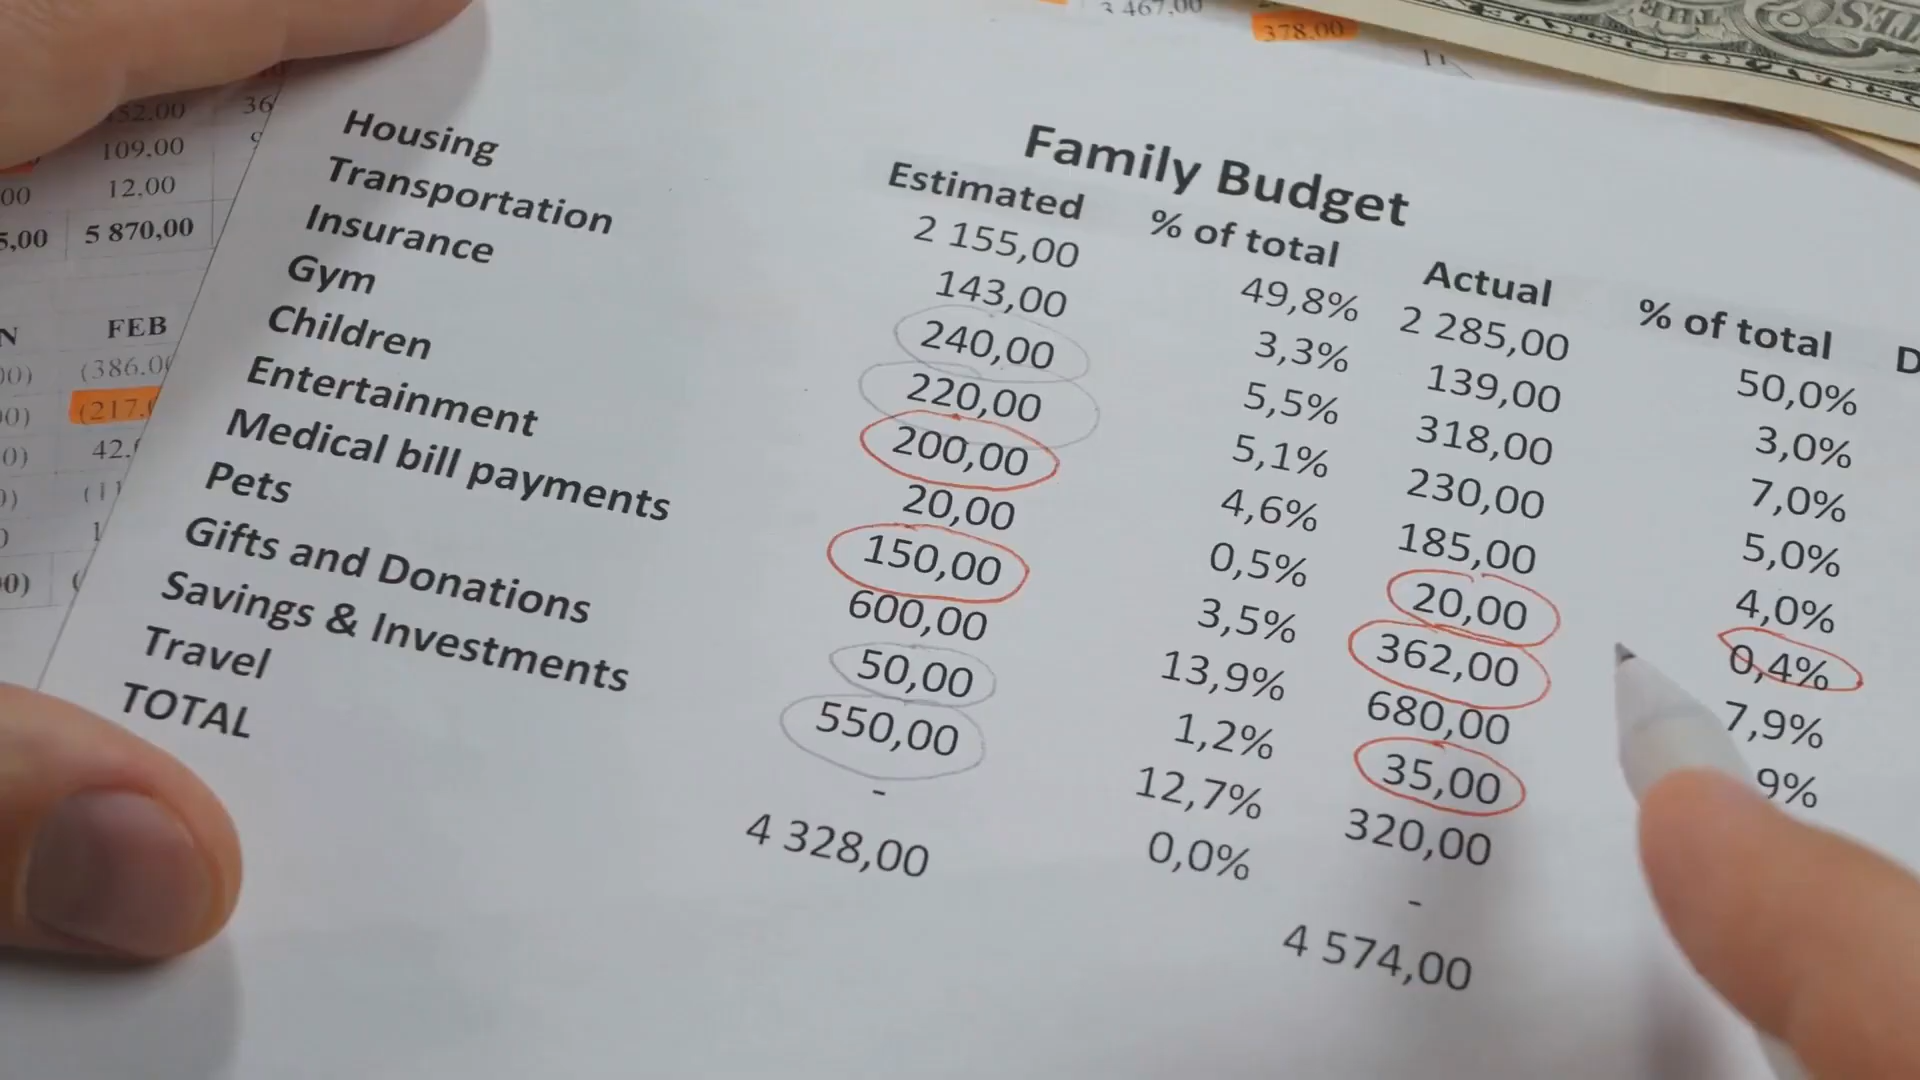 378.00
109.00
12.00
5 870,00
FEB
Family Budget
Estimated % of total Actual % of total
Housing 2 155,00 49,8% 2 285,00 50,0%
Transportation 143,00 3,3% 139,00 3,0%
Insurance 240,00 5,5% 318,00 7,0%
Gym 220,00 5,1% 230,00 5,0%
Children 200,00 4,6% 185,00 4,0%
Entertainment 20,00 0,5% 20,00 0,4%
Medical bill payments 150,00 3,5% 362,00 7,9%
Pets 600,00 13,9% 680,00
Gifts and Donations 50,00 1,2% 35,00
Savings & Investments 550,00 12,7% 320,00
Travel - 0,0% -
TOTAL 4 328,00 4 574,00